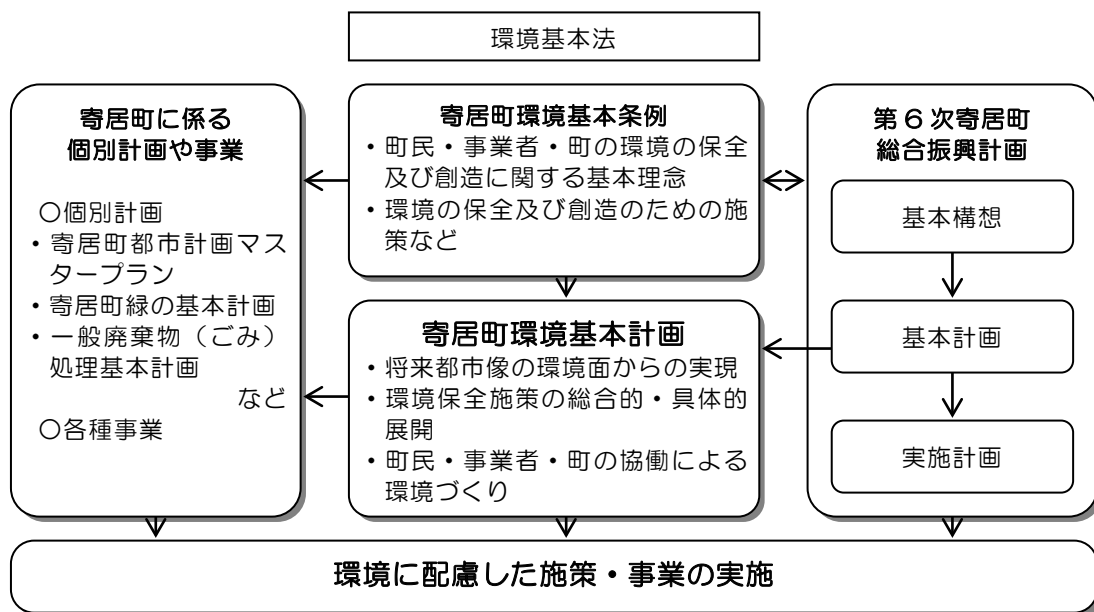 環境基本法
寄居町に係る
個別計画や事業
〇個別計画
・寄居町都市計画マス
タープラン
・寄居町緑の基本計画
・一般廃棄物（ごみ）
処理基本計画
など
〇各種事業
寄居町環境基本条例
・町民・事業者・町の環境の保全
及び創造に関する基本理念
・環境の保全及び創造のための施
策など
寄居町環境基本計画
・将来都市像の環境面からの実現
・環境保全施策の総合的・具体的
展開
・町民・事業者・町の協働による
環境づくり
第６次寄居町
総合振興計画
基本構想
基本計画
実施計画
環境に配慮した施策・事業の実施